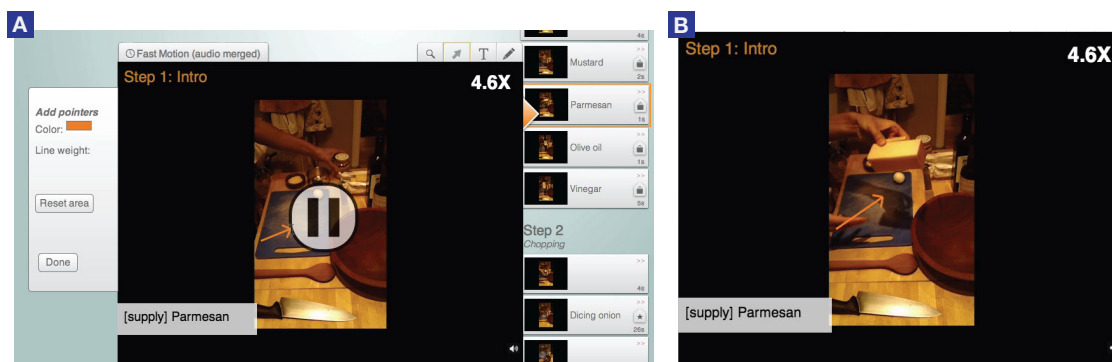 A
Fast Motion (audio merged)
T
Step 1: Intro
4.6X
Add pointers
Color:
Line weight:
Reset area
Done
[supply] Parmesan
4s
>>
Mustard
2s
>>
Parmesan
1s
>>
Olive oil
1s
>>
Vinegar
5s
Step 2
Chopping
>>
4s
>>
Dicing onion
26s
>>
B
Step 1: Intro
4.6X
[supply] Parmesan